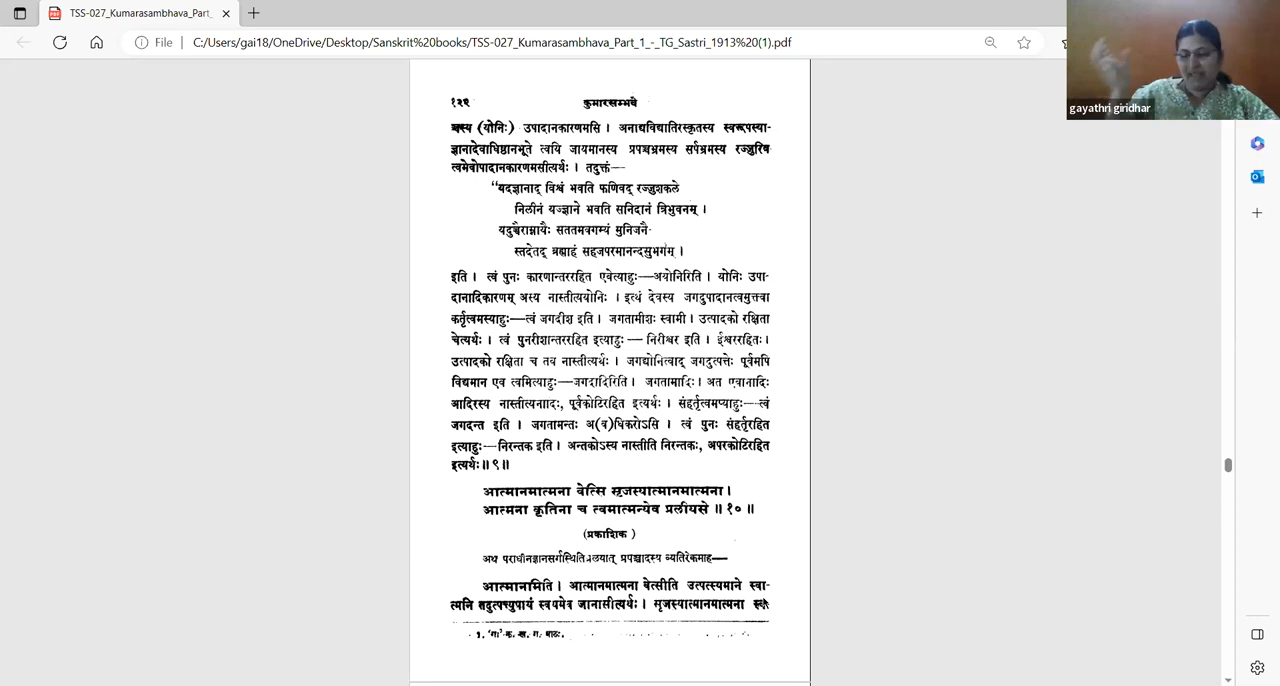 TSS-027_Kumarasambhava_Part_
File
C:/Users/gai18/OneDrive/Desktop/Sanskrit%20books/TSS-027_Kumarasambhava_Part_1_-_TG_Sastri_1913%20(1).pdf
gayathri giridhar
१२९ कुमारसम्भवे
(योनिः) उपादानकारणमसि । अनाद्यविद्यातिरस्कृतस्य स्वरूपस्या-
ज्ञानादेवाधिष्ठानभूते त्वयि जायमानस्य प्रपञ्चभ्रमस्य सर्पभ्रमस्य रज्जुरिव
त्वमेवोपादानकारणमसीत्यर्थः । तदुक्तं—
“यदज्ञानाद् विश्वं भवति फणिवद् रज्जुशकले
निलीनं यज्ज्ञाने भवति सनिदानं त्रिभुवनम् ।
यदुच्चैराम्नायैः सततमवगम्यं मुनिजनै-
स्तदेतद् ब्रह्माहं सहजपरमानन्दसुभगम् ।
इति । त्वं पुनः कारणान्तररहित एवेत्याहुः—अयोनिरिति । योनिः उपा-
दानादिकारणम् अस्य नास्तीत्ययोनिः । इत्थं देवस्य जगदुपादानत्वमुक्त्वा
कर्तृत्वमस्याहुः—त्वं जगदीश इति । जगतामीशः स्वामी । उत्पादको रक्षिता
चेत्यर्थः । त्वं पुनरीशान्तररहित इत्याहुः—निरीश्वर इति । ईश्वररहितः ।
उत्पादको रक्षिता च तव नास्तीत्यर्थः । जगद्योनित्वाद् जगदुत्पत्तेः पूर्वमपि
विद्यमान एव त्वमित्याहुः—जगदादिरिति । जगतामादिः । अत एवानादिः
आदिरस्य नास्तीत्यनादिः, पूर्वकोटिरहित इत्यर्थः । संहर्तृत्वमप्याहुः—त्वं
जगदन्त इति । जगतामन्तः अ(व)धिकरोऽसि । त्वं पुनः संहर्तृरहित
इत्याहुः—निरन्तक इति । अन्तकोऽस्य नास्तीति निरन्तकः, अपरकोटिरहित
इत्यर्थः ॥ ९ ॥
आत्मानमात्मना वेत्सि सृजस्यात्मानमात्मना ।
आत्मना कृतिना च त्वमात्मन्येव प्रलीयसे ॥ १० ॥
(प्रकाशिक )
अथ पराधीनज्ञानसर्गस्थितिप्रलयात् प्रपञ्चादस्य व्यतिरेकमाह—
आत्मानमिति । आत्मानमात्मना वेत्सीति उत्पत्स्यमाने स्वा-
त्मनि तदुत्पत्त्युपायं स्वयमेव जानासीत्यर्थः । सृजस्यात्मानमात्मना